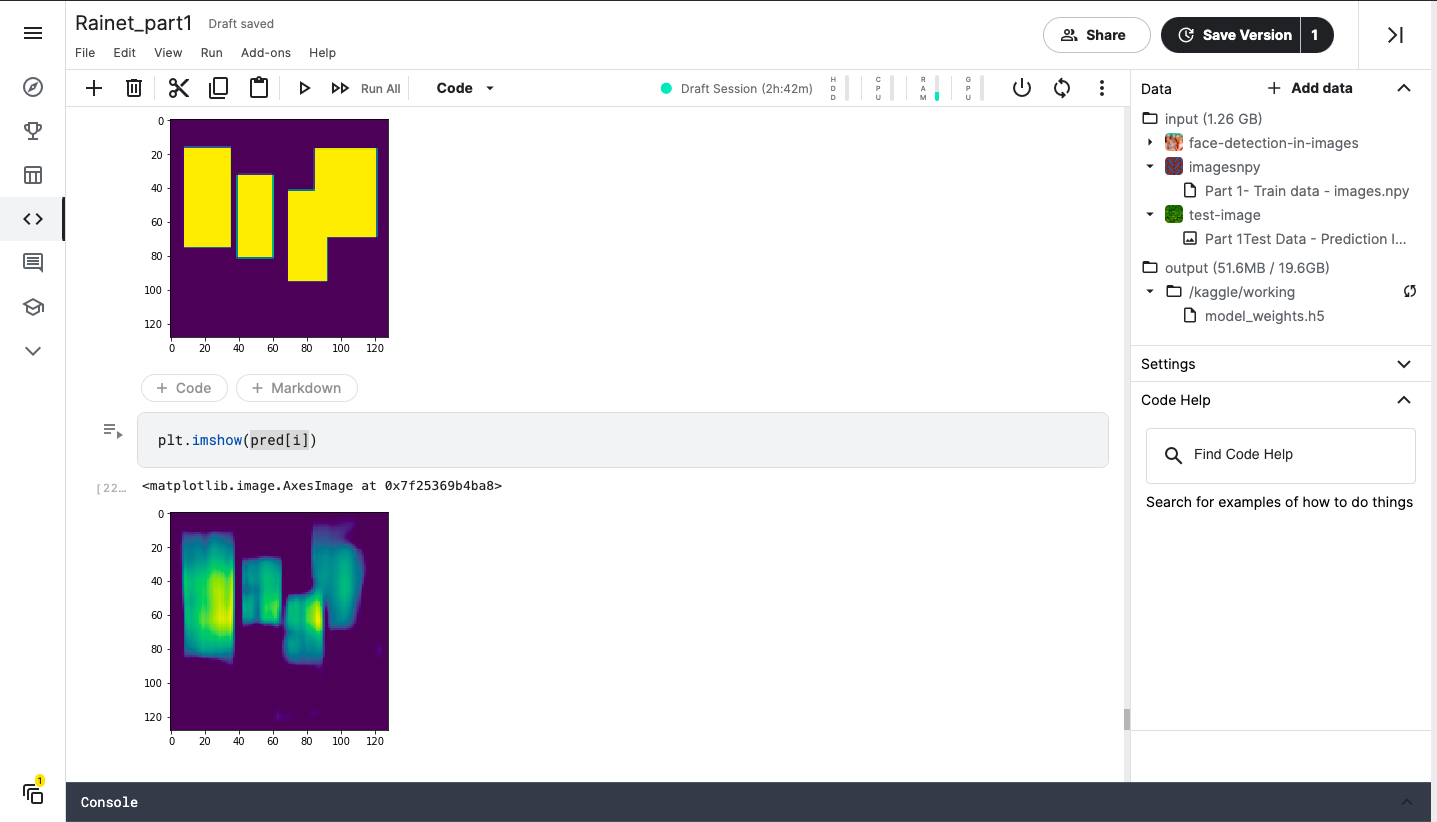 Rainet_part1 Draft saved
File Edit View Run Add-ons Help
Share
Save Version 1
Run All
Code
Draft Session (2h:42m)
HDD
CPU
RAM
GPU
0
20
40
60
80
100
120
0 20 40 60 80 100 120
+ Code + Markdown
plt.imshow(pred[i])
[22… <matplotlib.image.AxesImage at 0x7f25369b4ba8>
0
20
40
60
80
100
120
0 20 40 60 80 100 120
Data + Add data
input (1.26 GB)
face-detection-in-images
imagesnpy
Part 1- Train data - images.npy
test-image
Part 1Test Data - Prediction I...
output (51.6MB / 19.6GB)
/kaggle/working
model_weights.h5
Settings
Code Help
Find Code Help
Search for examples of how to do things
1
Console